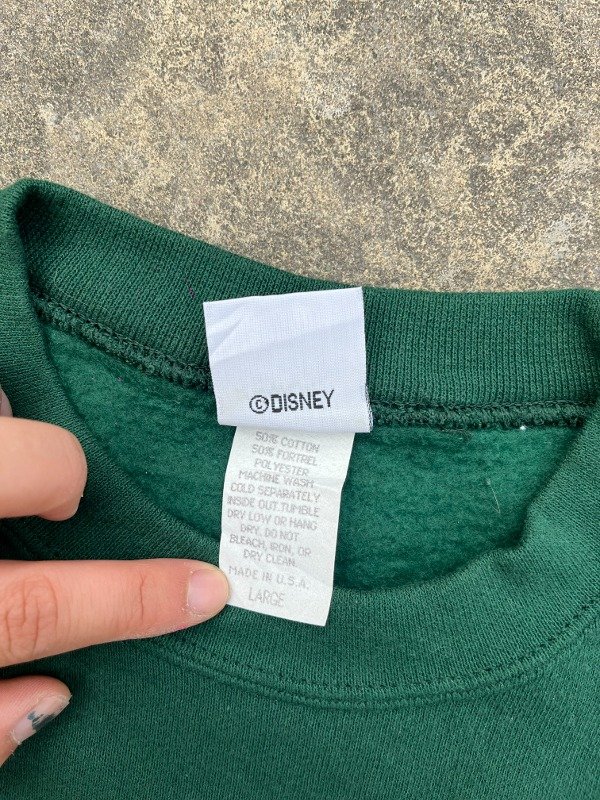 ©DISNEY
50% COTTON
50% FORTREL
POLYESTER
MACHINE WASH
COLD SEPARATELY
INSIDE OUT.TUMBLE
DRY LOW OR HANG
DRY. DO NOT
BLEACH, IRON, OR
DRY CLEAN.
MADE IN U.S.A.
LARGE